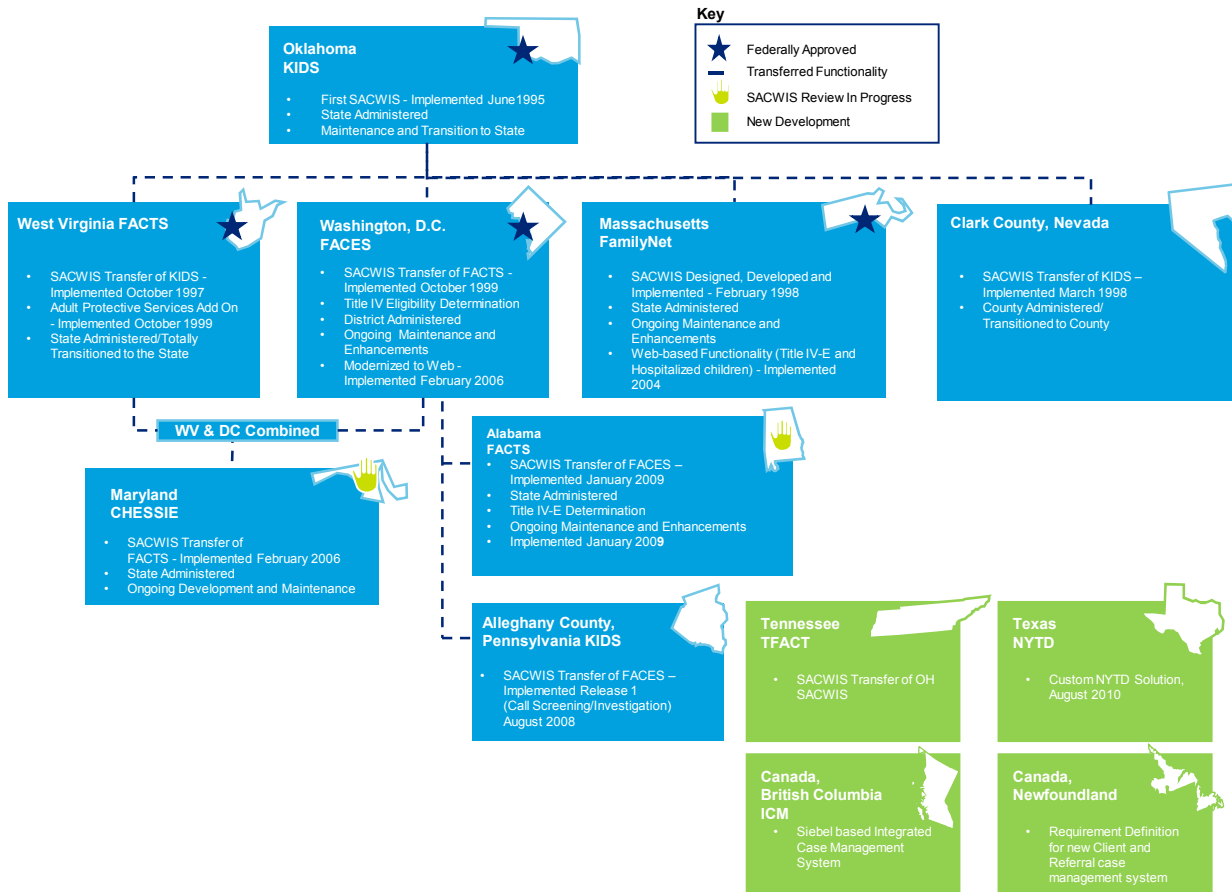 Key
Federally Approved
Transferred Functionality
SACWIS Review In Progress
New Development
Oklahoma
KIDS
• First SACWIS - Implemented June1995
• State Administered
• Maintenance and Transition to State
West Virginia FACTS
• SACWIS Transfer of KIDS -
Implemented October 1997
• Adult Protective Services Add On
- Implemented October 1999
• State Administered/Totally
Transitioned to the State
Washington, D.C.
FACES
• SACWIS Transfer of FACTS -
Implemented October 1999
• Title IV Eligibility Determination
• District Administered
• Ongoing Maintenance and
Enhancements
• Modernized to Web -
Implemented February 2006
Massachusetts
FamilyNet
• SACWIS Designed, Developed and
Implemented - February 1998
• State Administered
• Ongoing Maintenance and
Enhancements
• Web-based Functionality (Title IV-E and
Hospitalized children) - Implemented
2004
Clark County, Nevada
• SACWIS Transfer of KIDS –
Implemented March 1998
• County Administered/
Transitioned to County
WV & DC Combined
Maryland
CHESSIE
• SACWIS Transfer of
FACTS - Implemented February 2006
• State Administered
• Ongoing Development and Maintenance
Alabama
FACTS
• SACWIS Transfer of FACES –
Implemented January 2009
• State Administered
• Title IV-E Determination
• Ongoing Maintenance and Enhancements
• Implemented January 2009
Alleghany County,
Pennsylvania KIDS
• SACWIS Transfer of FACES –
Implemented Release 1
(Call Screening/Investigation)
August 2008
Tennessee
TFACT
• SACWIS Transfer of OH
SACWIS
Texas
NYTD
• Custom NYTD Solution,
August 2010
Canada,
British Columbia
ICM
• Siebel based Integrated
Case Management
System
Canada,
Newfoundland
• Requirement Definition
for new Client and
Referral case
management system